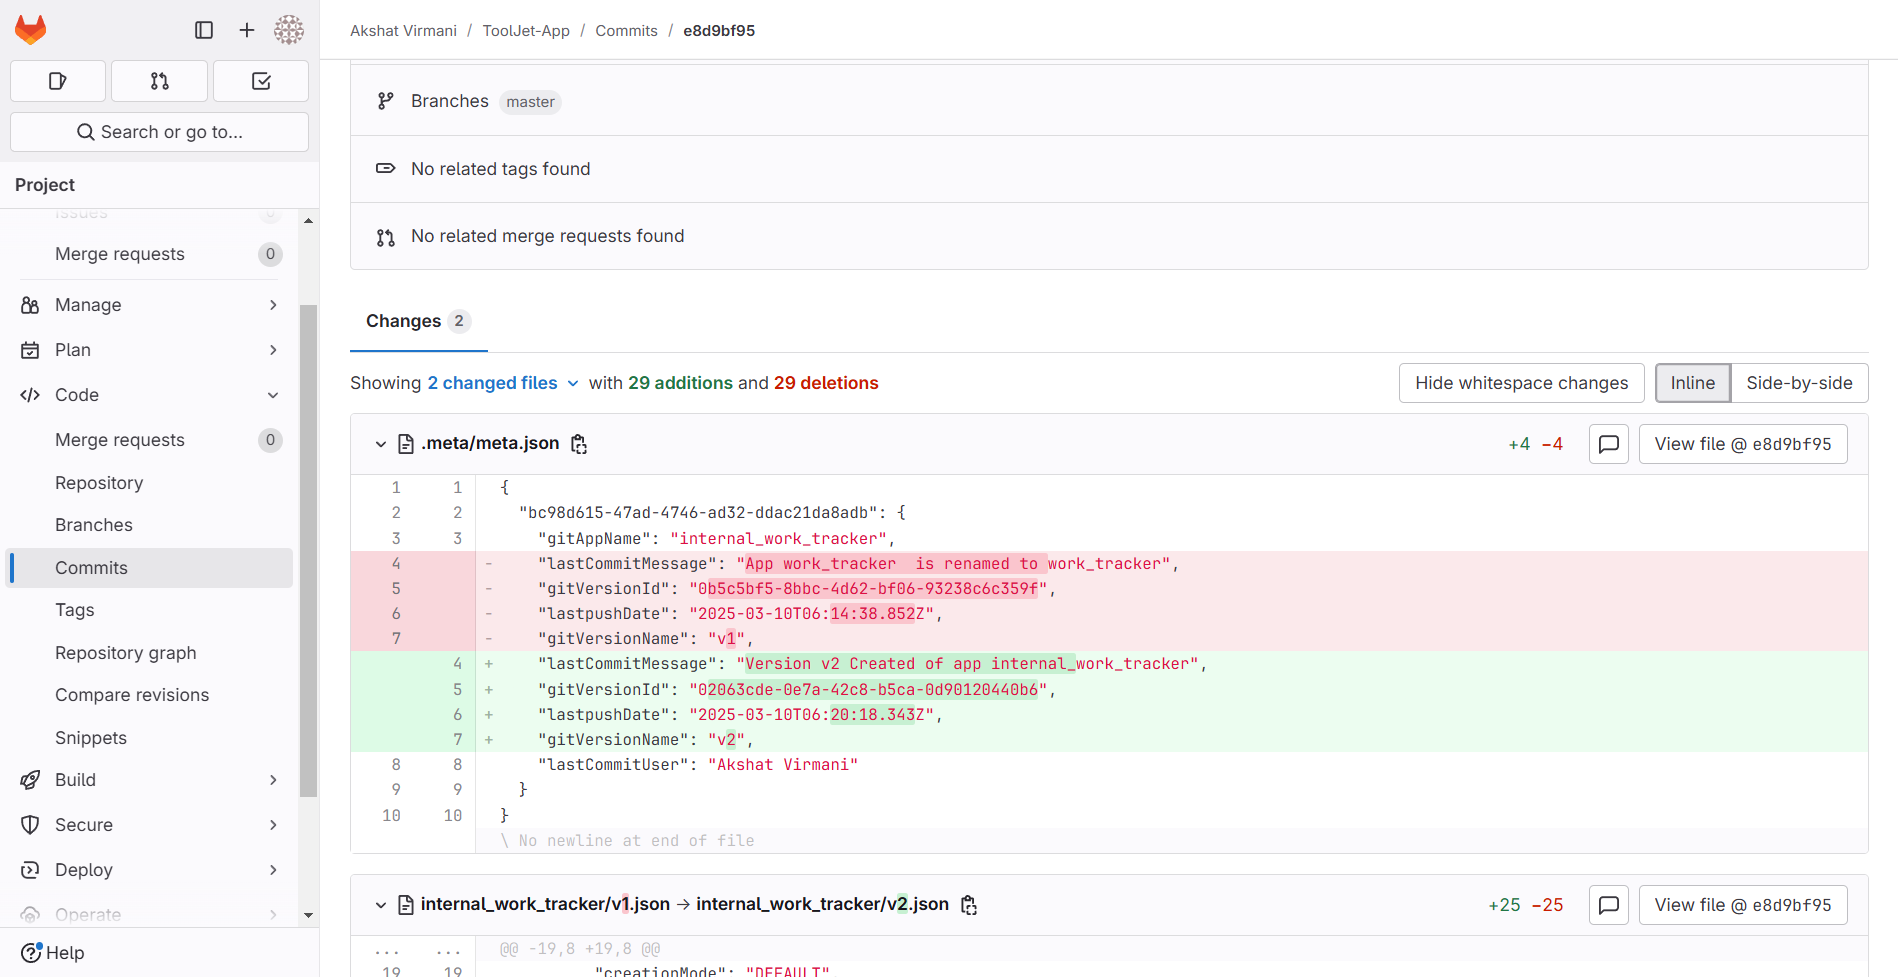 Akshat Virmani / ToolJet-App / Commits / e8d9bf95
Search or go to...
Project
Issues 0
Merge requests 0
Manage
Plan
Code
Merge requests 0
Repository
Branches
Commits
Tags
Repository graph
Compare revisions
Snippets
Build
Secure
Deploy
Operate
Help
Branches master
No related tags found
No related merge requests found
Changes 2
Showing 2 changed files with 29 additions and 29 deletions
Hide whitespace changes Inline Side-by-side
.meta/meta.json +4 −4 View file @ e8d9bf95
1 1 {
2 2 "bc98d615-47ad-4746-ad32-ddac21da8adb": {
3 3 "gitAppName": "internal_work_tracker",
4 - "lastCommitMessage": "App work_tracker  is renamed to work_tracker",
5 - "gitVersionId": "0b5c5bf5-8bbc-4d62-bf06-93238c6c359f",
6 - "lastpushDate": "2025-03-10T06:14:38.852Z",
7 - "gitVersionName": "v1",
4 + "lastCommitMessage": "Version v2 Created of app internal_work_tracker",
5 + "gitVersionId": "02063cde-0e7a-42c8-b5ca-0d90120440b6",
6 + "lastpushDate": "2025-03-10T06:20:18.343Z",
7 + "gitVersionName": "v2",
8 8 "lastCommitUser": "Akshat Virmani"
9 9 }
10 10 }
\ No newline at end of file
internal_work_tracker/v1.json → internal_work_tracker/v2.json +25 −25 View file @ e8d9bf95
... ... @@ -19,8 +19,8 @@
19 19 "creationMode": "DEFAULT",